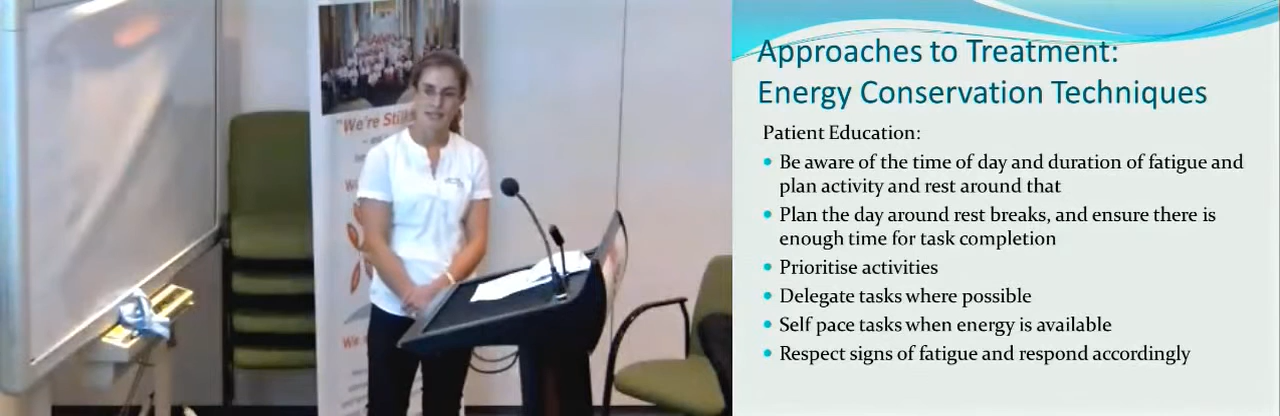 "We're Still
We
Approaches to Treatment:
Energy Conservation Techniques
Patient Education:
Be aware of the time of day and duration of fatigue and
plan activity and rest around that
Plan the day around rest breaks, and ensure there is
enough time for task completion
Prioritise activities
Delegate tasks where possible
Self pace tasks when energy is available
Respect signs of fatigue and respond accordingly